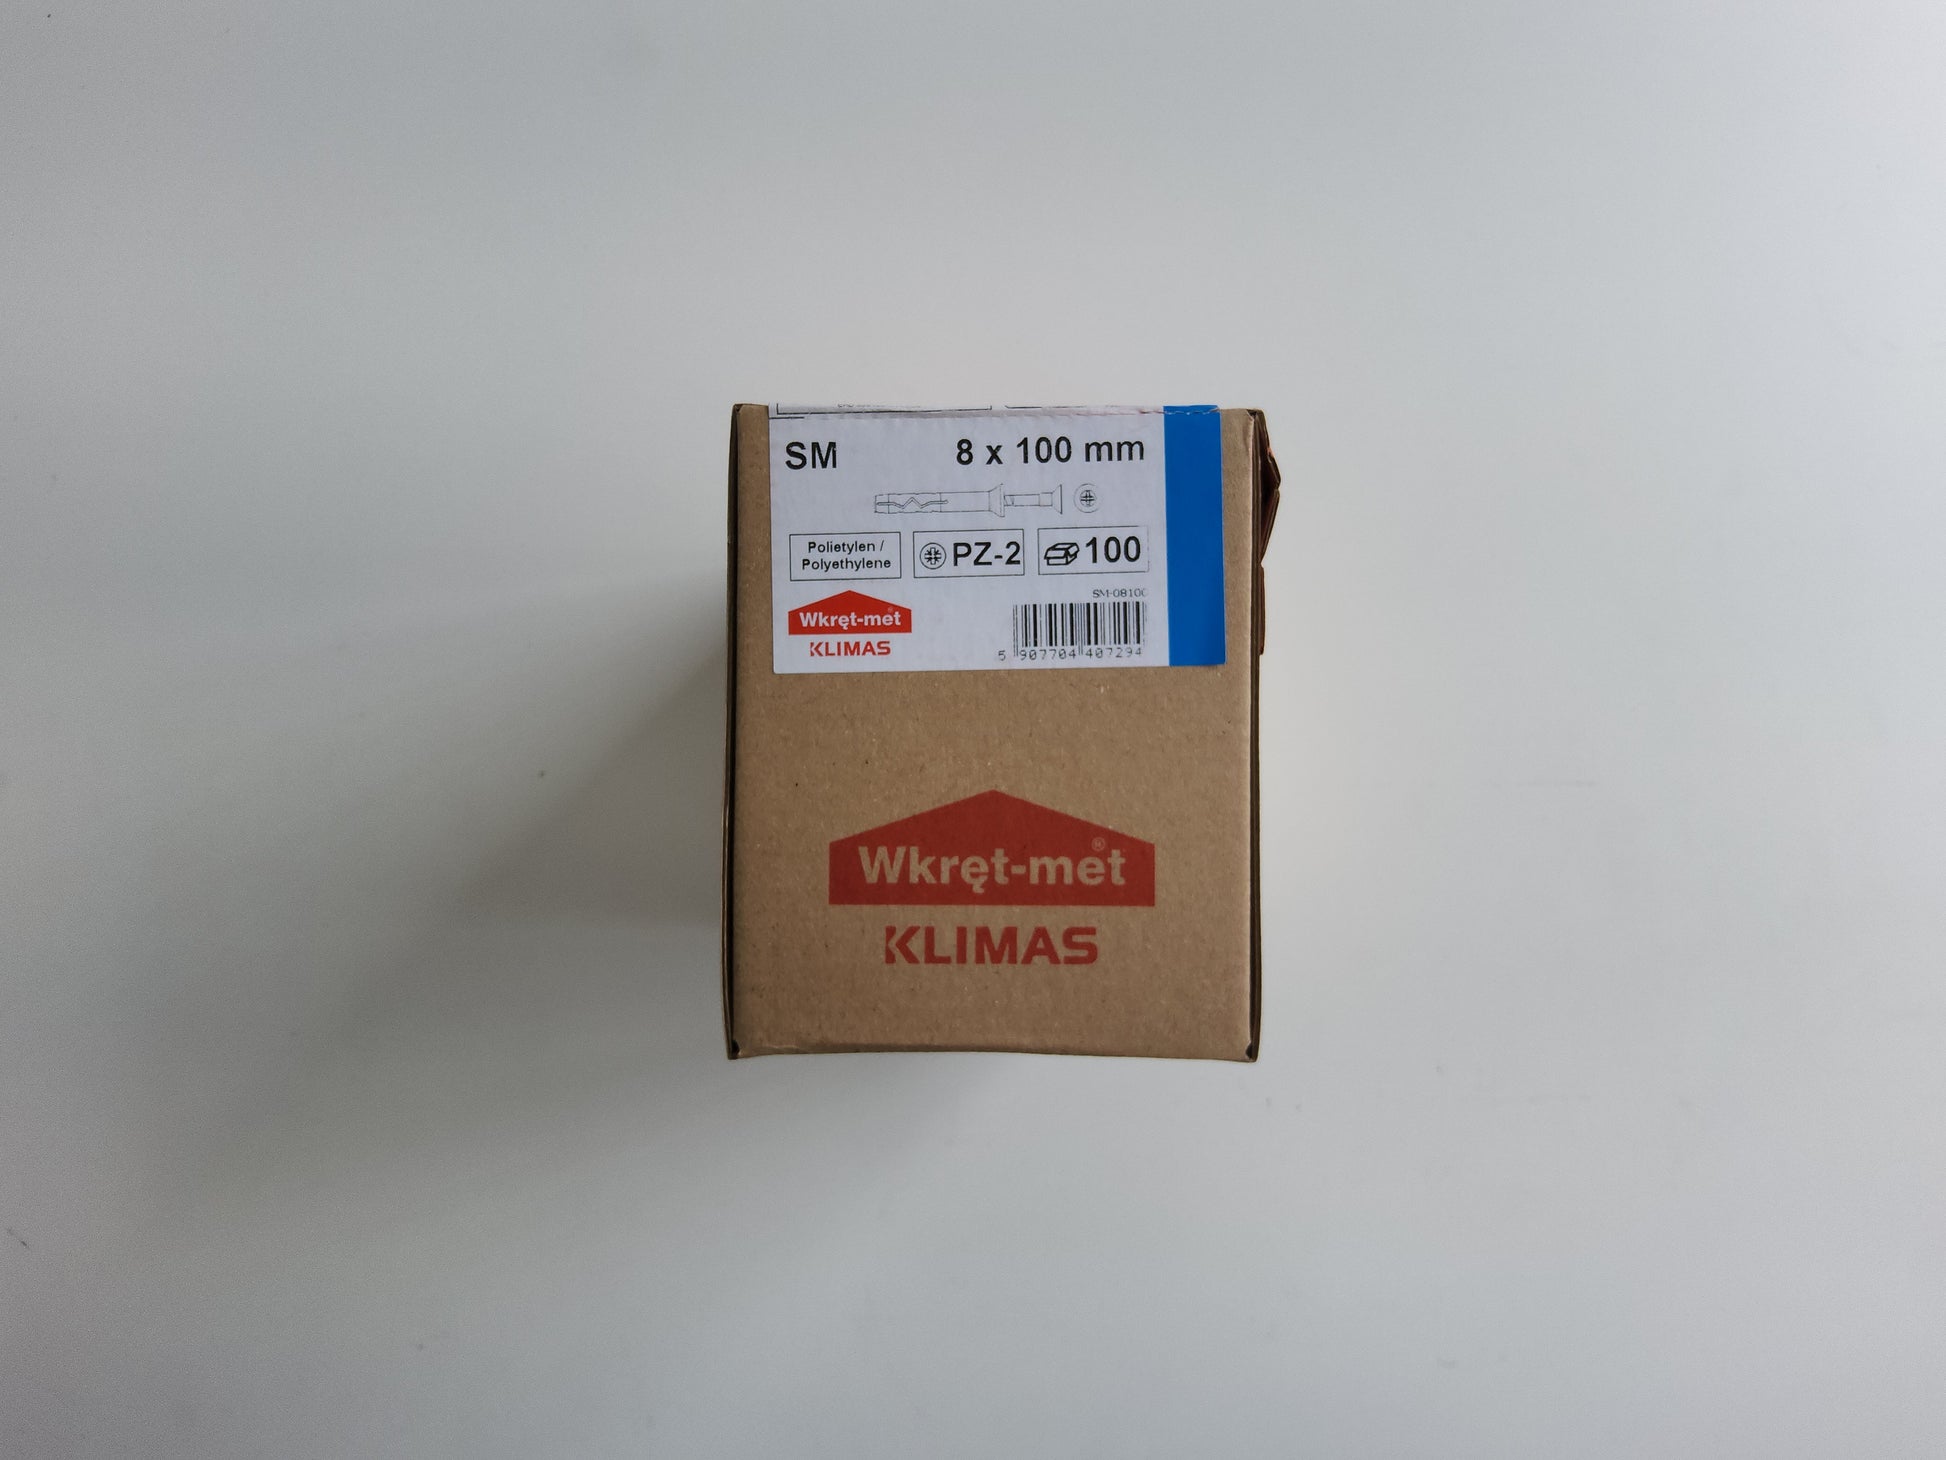 SM 8 x 100 mm
Polietylen /
Polyethylene
PZ-2
100
SM-08100
Wkręt-met®
KLIMAS
5 907704 407294
Wkręt-met®
KLIMAS